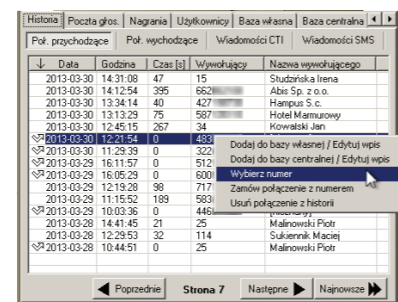 Historia Poczta głos. Nagrania Użytkownicy Baza własna Baza centralna
Poł. przychodzące Poł. wychodzące Wiadomości CTI Wiadomości SMS
Data Godzina Czas [s] Wywołujący Nazwa wywołującego
2013-03-30 14:31:08 47 15 Studzińska Irena
2013-03-30 14:12:54 395 662 Abis Sp. z o.o.
2013-03-30 13:34:14 40 427 Hampus S. c.
2013-03-30 13:13:29 75 587 Hotel Marmurowy
2013-03-30 12:45:15 267 34 Kowalski Jan
2013-03-30 12:21:54 0 483
Dodaj do bazy własnej / Edytuj wpis
2013-03-30 11:29:39 0 322
Dodaj do bazy centralnej / Edytuj wpis
2013-03-29 16:11:57 0 512
2013-03-29 16:05:29 0 600
Wybierz numer
2013-03-28 12:19:28 98 717
Zamów połączenie z numerem
2013-03-29 11:15:52 189 583
Usuń połączenie z historii
2013-03-29 10:03:36 0 446
2013-03-28 14:41:45 21 25 Malinowski Piotr
2013-03-28 12:29:53 32 114 Sukiennik Maciej
2013-03-28 10:44:51 0 25 Malinowski Piotr
Poprzednie Strona 7 Następne Najnowsze